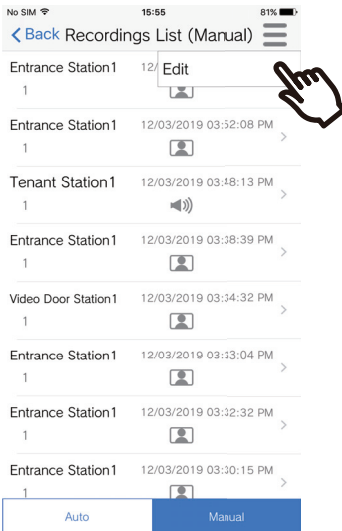 No SIM 15:55 81%
Back Recordings List (Manual)
Entrance Station1 12/
Edit
1
Entrance Station1 12/03/2019 03:52:08 PM
1
Tenant Station1 12/03/2019 03:48:13 PM
1
Entrance Station1 12/03/2019 03:38:39 PM
1
Video Door Station1 12/03/2019 03:34:32 PM
1
Entrance Station1 12/03/2019 03:33:04 PM
1
Entrance Station1 12/03/2019 03:32:32 PM
1
Entrance Station1 12/03/2019 03:30:15 PM
1
Auto Manual